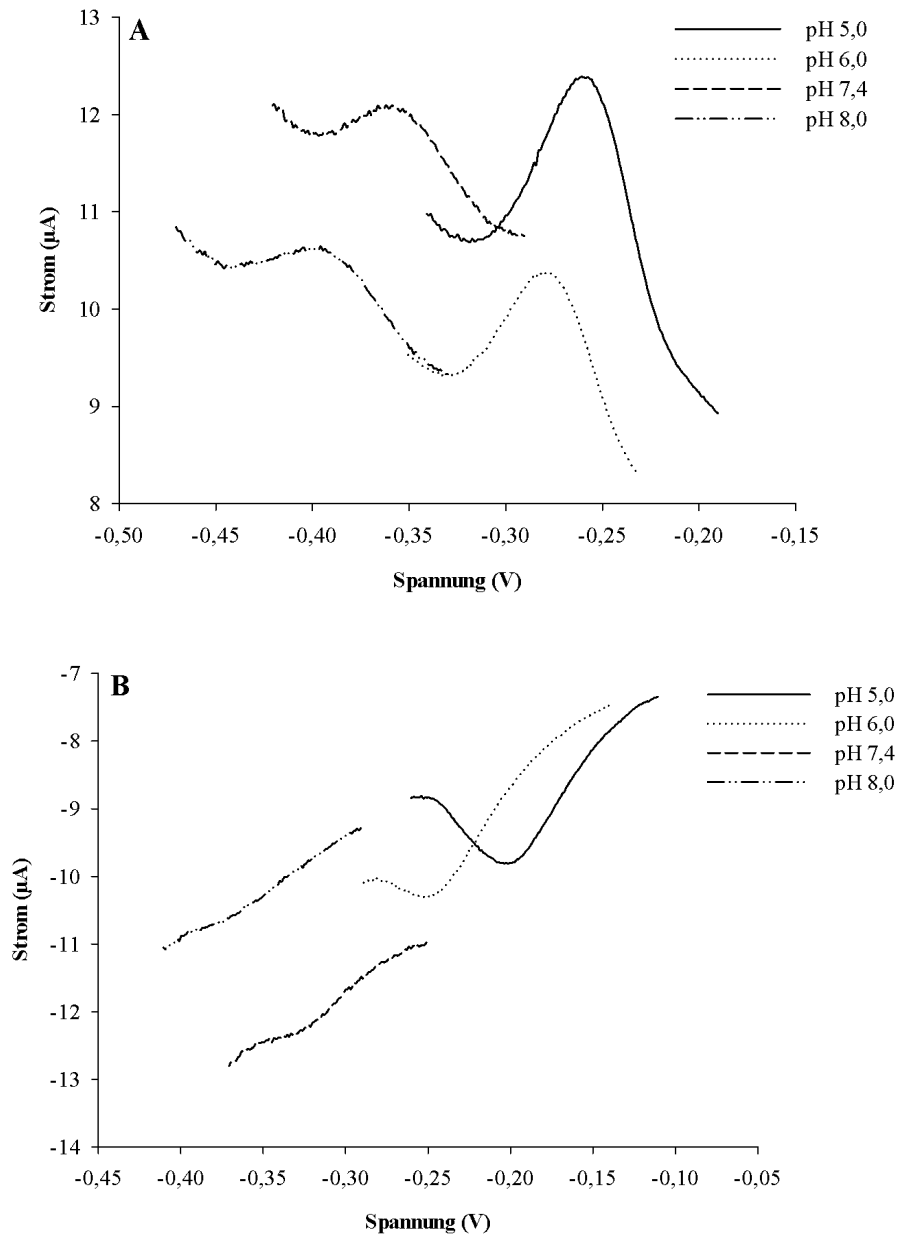 A
13
12
11
10
9
8
Strom (µA)
-0,50 -0,45 -0,40 -0,35 -0,30 -0,25 -0,20 -0,15
Spannung (V)
pH 5,0
pH 6,0
pH 7,4
pH 8,0
B
-7
-8
-9
-10
-11
-12
-13
-14
Strom (µA)
-0,45 -0,40 -0,35 -0,30 -0,25 -0,20 -0,15 -0,10 -0,05
Spannung (V)
pH 5,0
pH 6,0
pH 7,4
pH 8,0